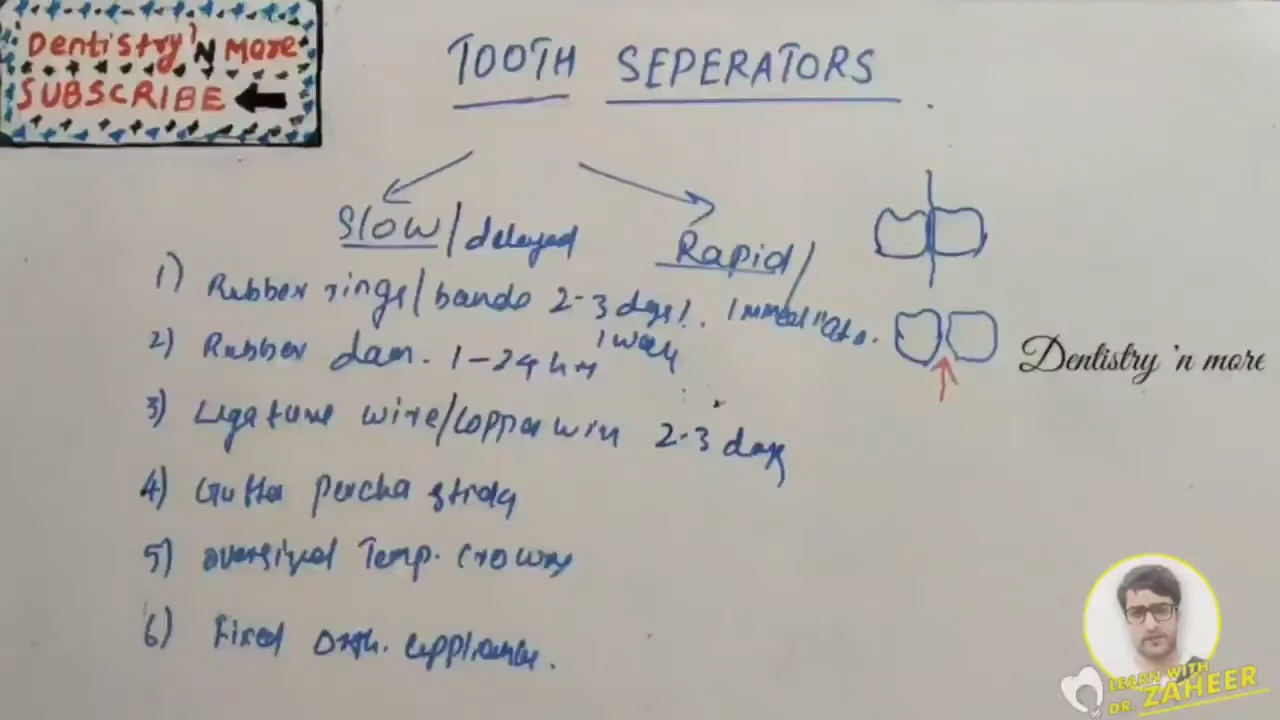 Dentistry 'N More
SUBSCRIBE
TOOTH SEPERATORS
Slow/delayed
Rapid/
Immediate.
1) Rubber rings/bands 2-3 days/.
1 week
2) Rubber dam. 1-24 hrs
3) Ligature wire/Copper wire 2-3 days
4) Gutta percha sticks
5) oversized Temp. Crowns
6) Fixed Orth. appliance.
Dentistry 'n more
LEARN WITH
DR. ZAHEER